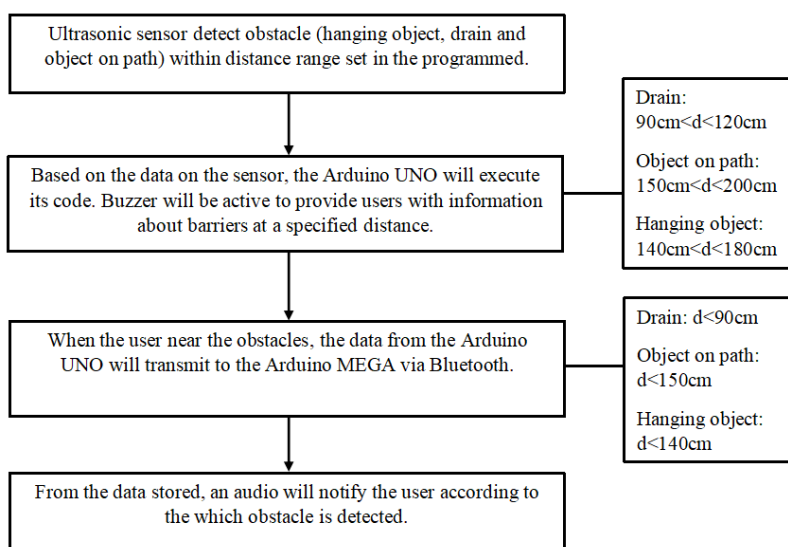 Ultrasonic sensor detect obstacle (hanging object, drain and
object on path) within distance range set in the programmed.
Based on the data on the sensor, the Arduino UNO will execute
its code. Buzzer will be active to provide users with information
about barriers at a specified distance.
Drain:
90cm<d<120cm
Object on path:
150cm<d<200cm
Hanging object:
140cm<d<180cm
When the user near the obstacles, the data from the Arduino
UNO will transmit to the Arduino MEGA via Bluetooth.
Drain: d<90cm
Object on path:
d<150cm
Hanging object:
d<140cm
From the data stored, an audio will notify the user according to
the which obstacle is detected.